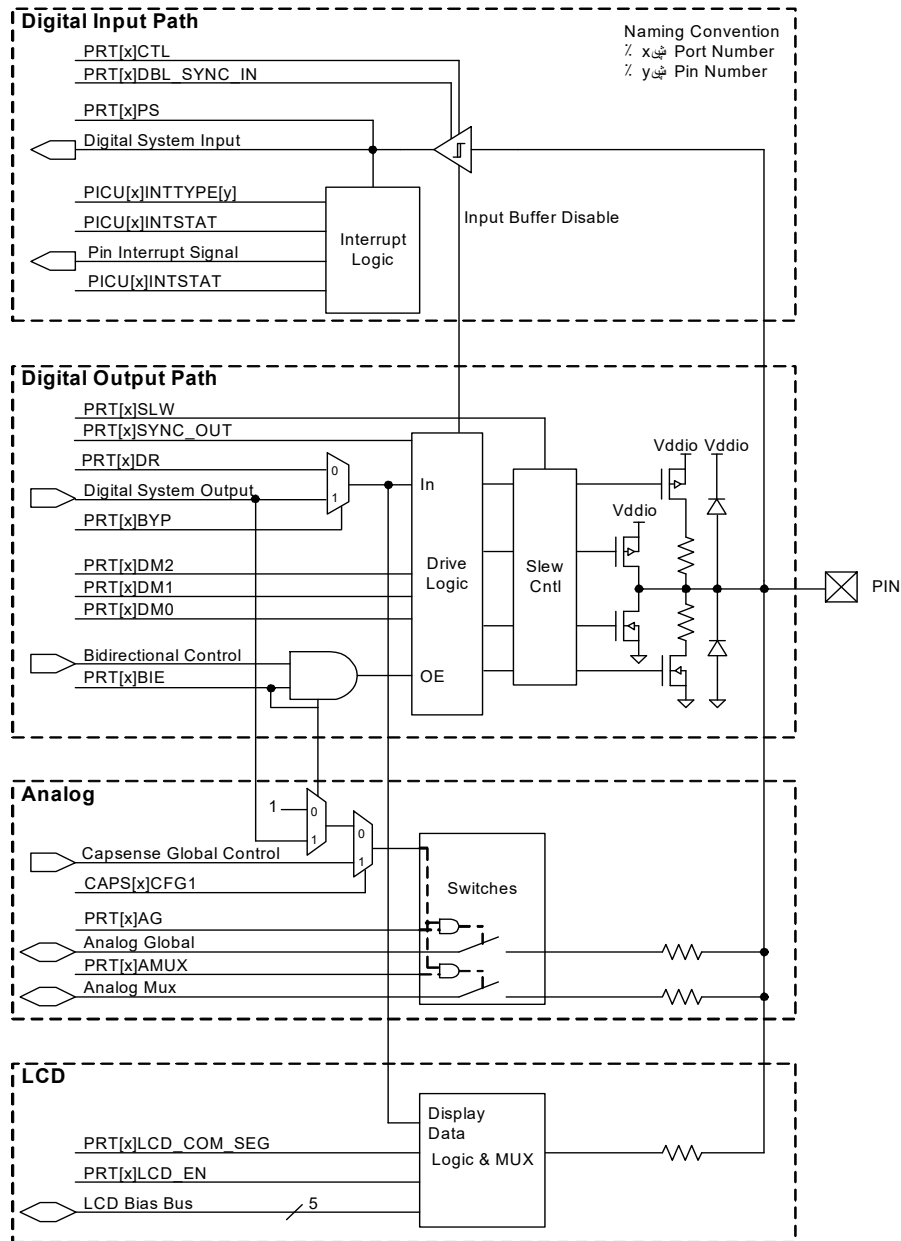 Digital Input Path
Naming Convention
x Port Number
y Pin Number
PRT[x]CTL
PRT[x]DBL_SYNC_IN
PRT[x]PS
Digital System Input
PICU[x]INTTYPE[y]
PICU[x]INTSTAT
Pin Interrupt Signal
PICU[x]INTSTAT
Interrupt
Logic
Input Buffer Disable
Digital Output Path
PRT[x]SLW
PRT[x]SYNC_OUT
PRT[x]DR
Digital System Output
PRT[x]BYP
0
1
PRT[x]DM2
PRT[x]DM1
PRT[x]DM0
Bidirectional Control
PRT[x]BIE
In
Drive
Logic
OE
Slew
Cntl
Vddio Vddio
Vddio
PIN
Analog
1
0
1
0
1
Capsense Global Control
CAPS[x]CFG1
PRT[x]AG
Analog Global
PRT[x]AMUX
Analog Mux
Switches
LCD
PRT[x]LCD_COM_SEG
PRT[x]LCD_EN
LCD Bias Bus
5
Display
Data
Logic & MUX